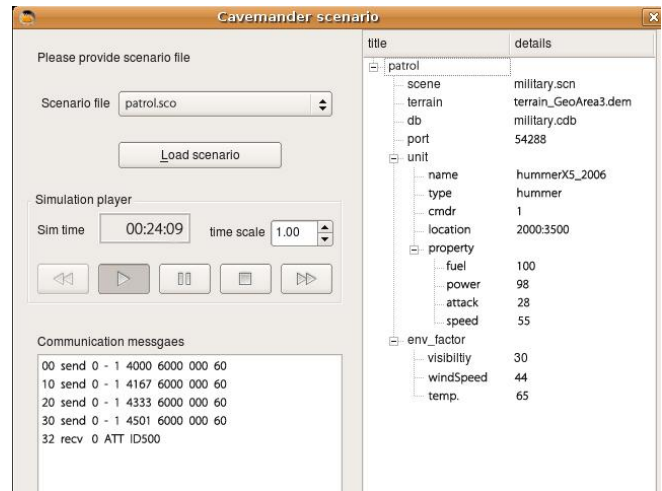 Cavemander scenario
Please provide scenario file
Scenario file patrol.sco
Load scenario
Simulation player
Sim time 00:24:09 time scale 1.00
Communication messgaes
00 send 0 - 1 4000 6000 000 60
10 send 0 - 1 4167 6000 000 60
20 send 0 - 1 4333 6000 000 60
30 send 0 - 1 4501 6000 000 60
32 recv 0 ATT ID500
title details
patrol
scene military.scn
terrain terrain_GeoArea3.dem
db military.cdb
port 54288
unit
name hummerX5_2006
type hummer
cmdr 1
location 2000:3500
property
fuel 100
power 98
attack 28
speed 55
env_factor
visibiltiy 30
windSpeed 44
temp. 65